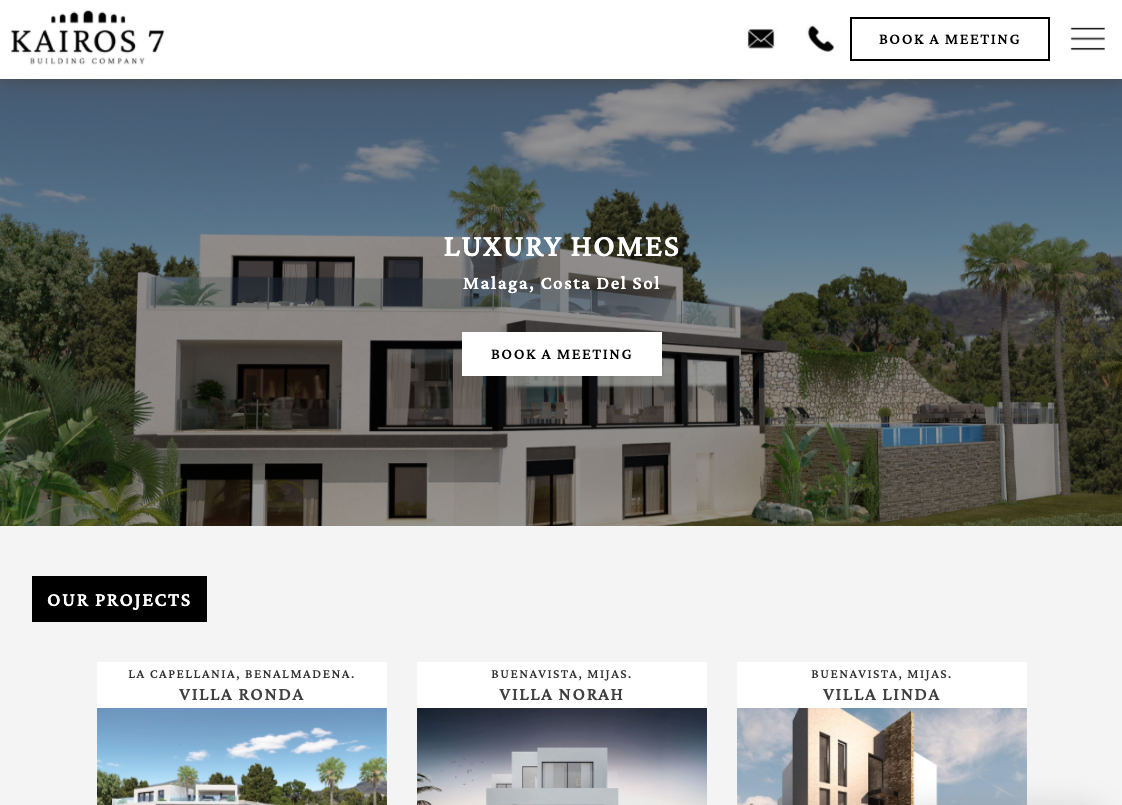 KAIROS 7
BUILDING COMPANY
BOOK A MEETING
LUXURY HOMES
Malaga, Costa Del Sol
BOOK A MEETING
OUR PROJECTS
LA CAPELLANIA, BENALMADENA.
VILLA RONDA
BUENAVISTA, MIJAS.
VILLA NORAH
BUENAVISTA, MIJAS.
VILLA LINDA